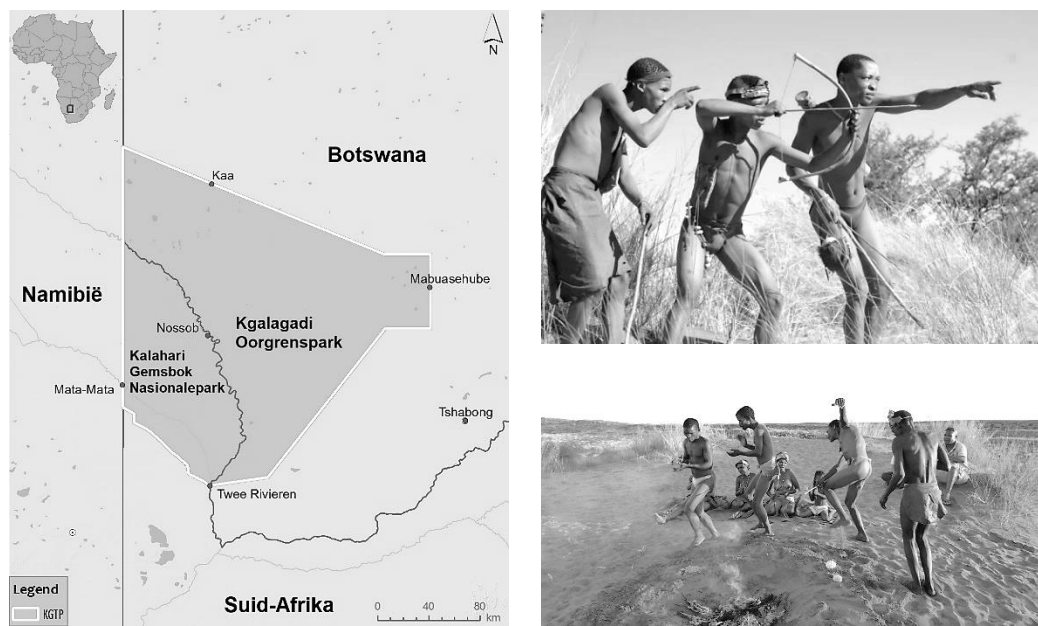 N
Botswana
Kaa
Namibië
Mabuasehube
Nossob
Kgalagadi
Oorgrenspark
Kalahari
Gemsbok
Nasionalepark
Mata-Mata
Tshabong
Twee Rivieren
Legend
KGTP
Suid-Afrika
0 40 80
km